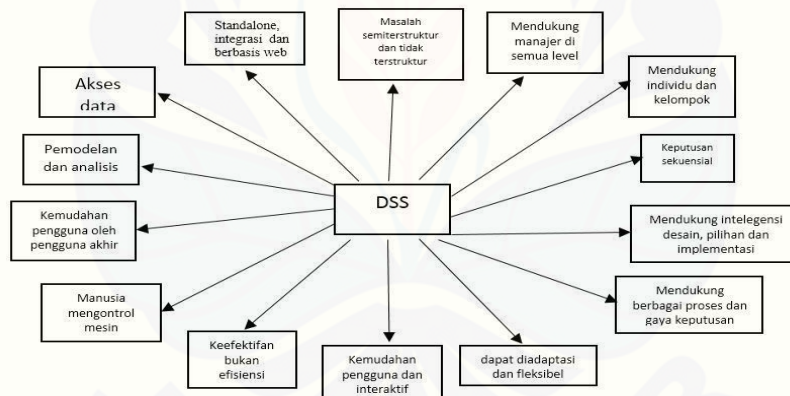 Standalone,
integrasi dan
berbasis web
Masalah
semiterstruktur
dan tidak
terstruktur
Mendukung
manajer di
semua level
Mendukung
individu dan
kelompok
Keputusan
sekuensial
Mendukung intelegensi
desain, pilihan dan
implementasi
Mendukung
berbagai proses dan
gaya keputusan
dapat diadaptasi
dan fleksibel
Kemudahan
pengguna dan
interaktif
Keefektifan
bukan
efisiensi
Manusia
mengontrol
mesin
Kemudahan
pengguna oleh
pengguna akhir
Pemodelan
dan analisis
Akses
data
DSS